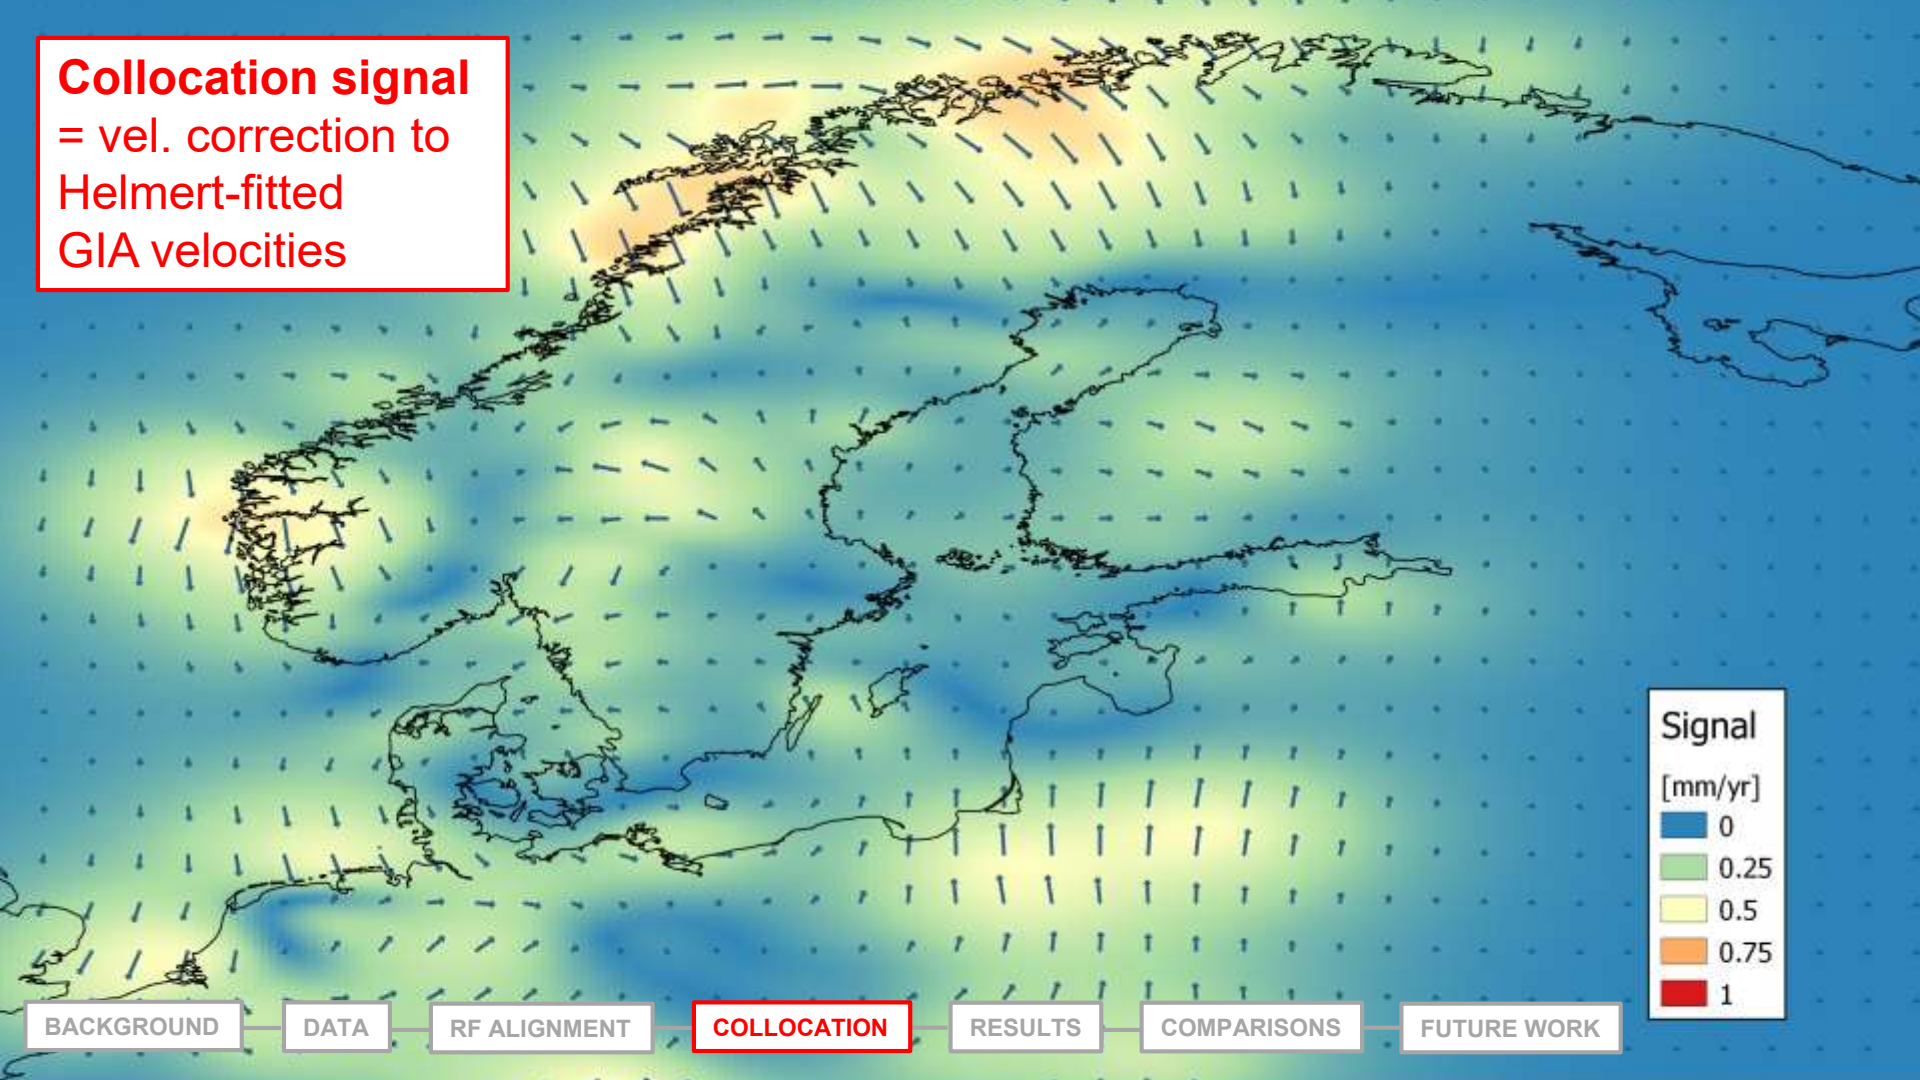 Collocation signal
= vel. correction to
Helmert-fitted
GIA velocities
Signal
[mm/yr]
0
0.25
0.5
0.75
1
BACKGROUND
DATA
RF ALIGNMENT
COLLOCATION
RESULTS
COMPARISONS
FUTURE WORK